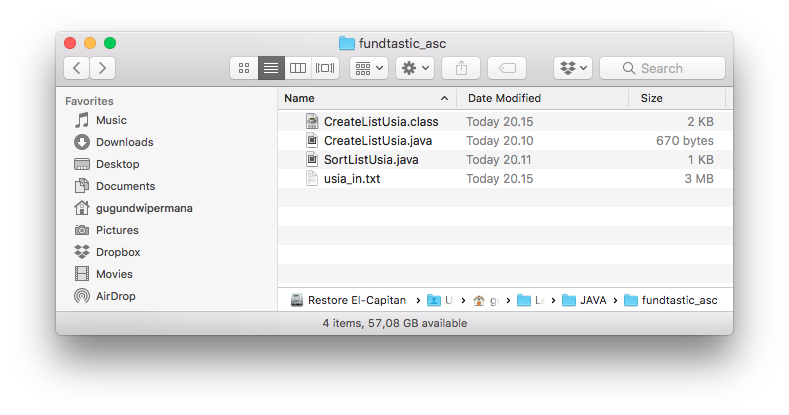 fundtastic_asc
Search
Favorites
Music
Downloads
Desktop
Documents
gugundwipermana
Pictures
Dropbox
Movies
AirDrop
Name Date Modified Size
CreateListUsia.class Today 20.15 2 KB
CreateListUsia.java Today 20.10 670 bytes
SortListUsia.java Today 20.11 1 KB
usia_in.txt Today 20.15 3 MB
Restore El-Capitan › › › › JAVA › fundtastic_asc
4 items, 57,08 GB available